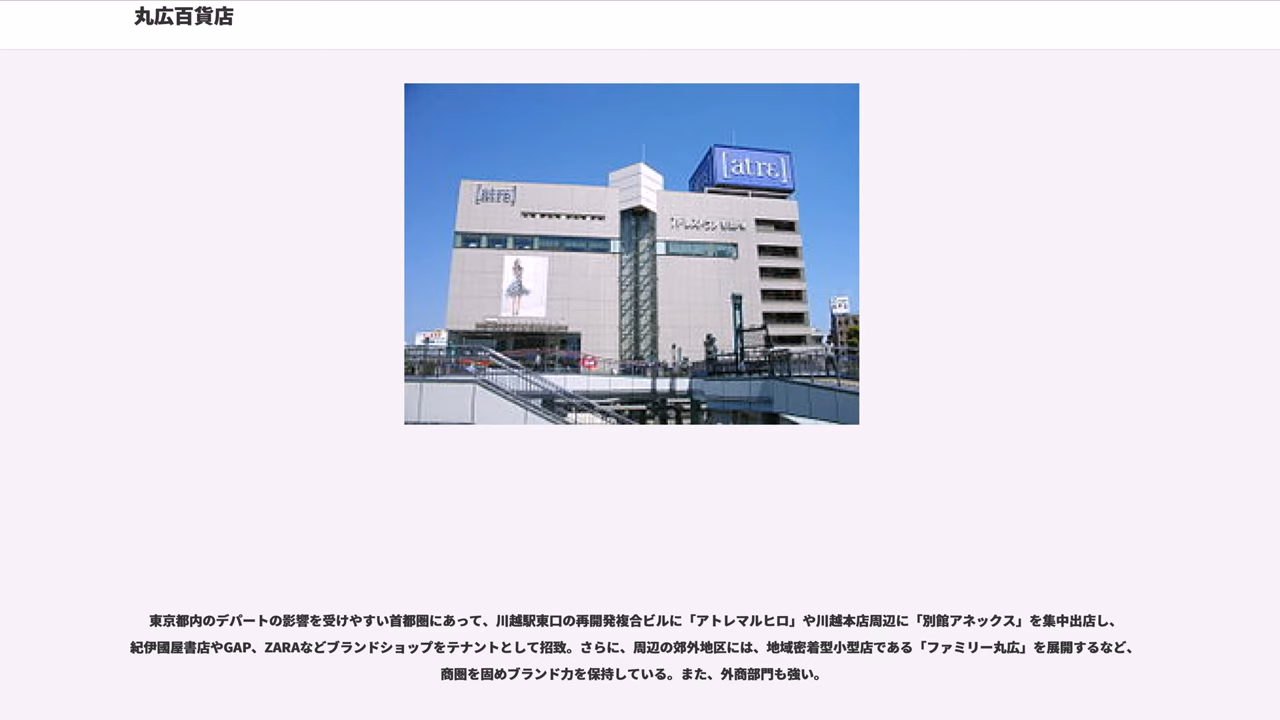 丸広百貨店
[atre]
[atre]
東京都内のデパートの影響を受けやすい首都圏にあって、川越駅東口の再開発複合ビルに「アトレマルヒロ」や川越本店周辺に「別館アネックス」を集中出店し、
紀伊國屋書店やGAP、ZARAなどブランドショップをテナントとして招致。さらに、周辺の郊外地区には、地域密着型小型店である「ファミリー丸広」を展開するなど、
商圏を固めブランド力を保持している。また、外商部門も強い。